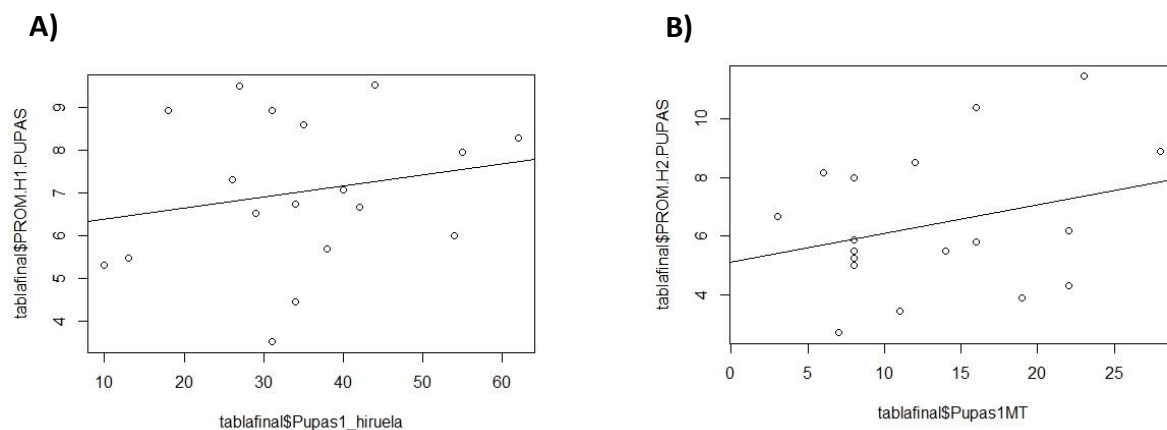 A)
B)
tablafinal$PROM.H1.PUPAS
4 5 6 7 8 9
10 20 30 40 50 60
tablafinal$Pupas1_hiruela
tablafinal$PROM.H2.PUPAS
4 6 8 10
0 5 10 15 20 25
tablafinal$Pupas1MT